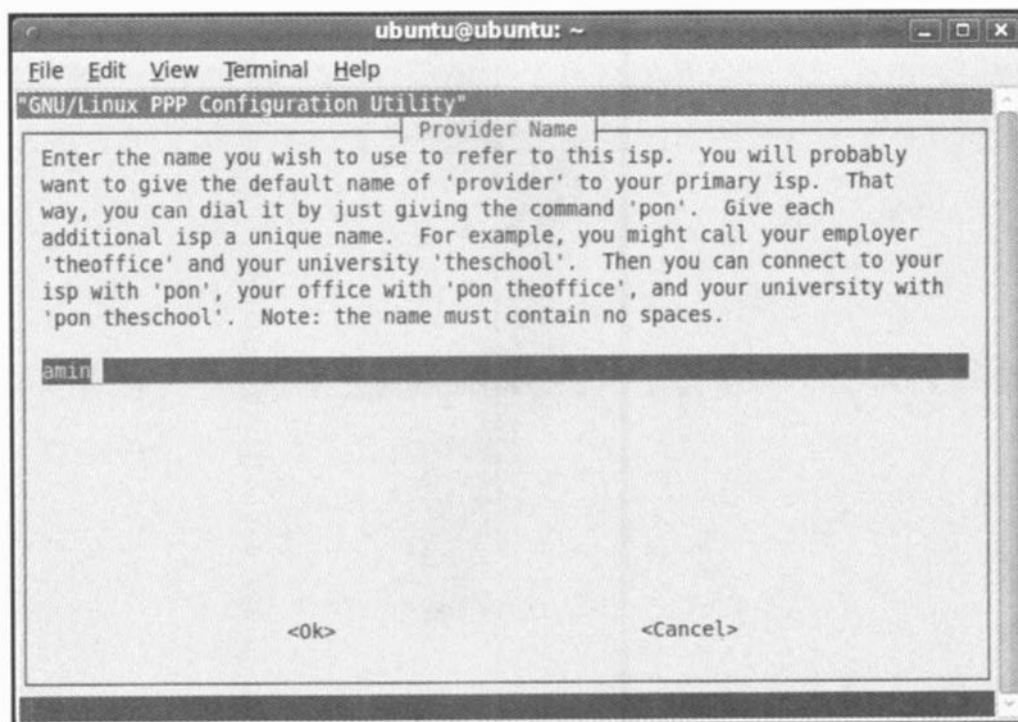 ubuntu@ubuntu: ~
File Edit View Terminal Help
"GNU/Linux PPP Configuration Utility"
Provider Name
Enter the name you wish to use to refer to this isp.  You will probably
want to give the default name of 'provider' to your primary isp.  That
way, you can dial it by just giving the command 'pon'.  Give each
additional isp a unique name.  For example, you might call your employer
'theoffice' and your university 'theschool'.  Then you can connect to your
isp with 'pon', your office with 'pon theoffice', and your university with
'pon theschool'.  Note: the name must contain no spaces.
amin
<Ok> <Cancel>